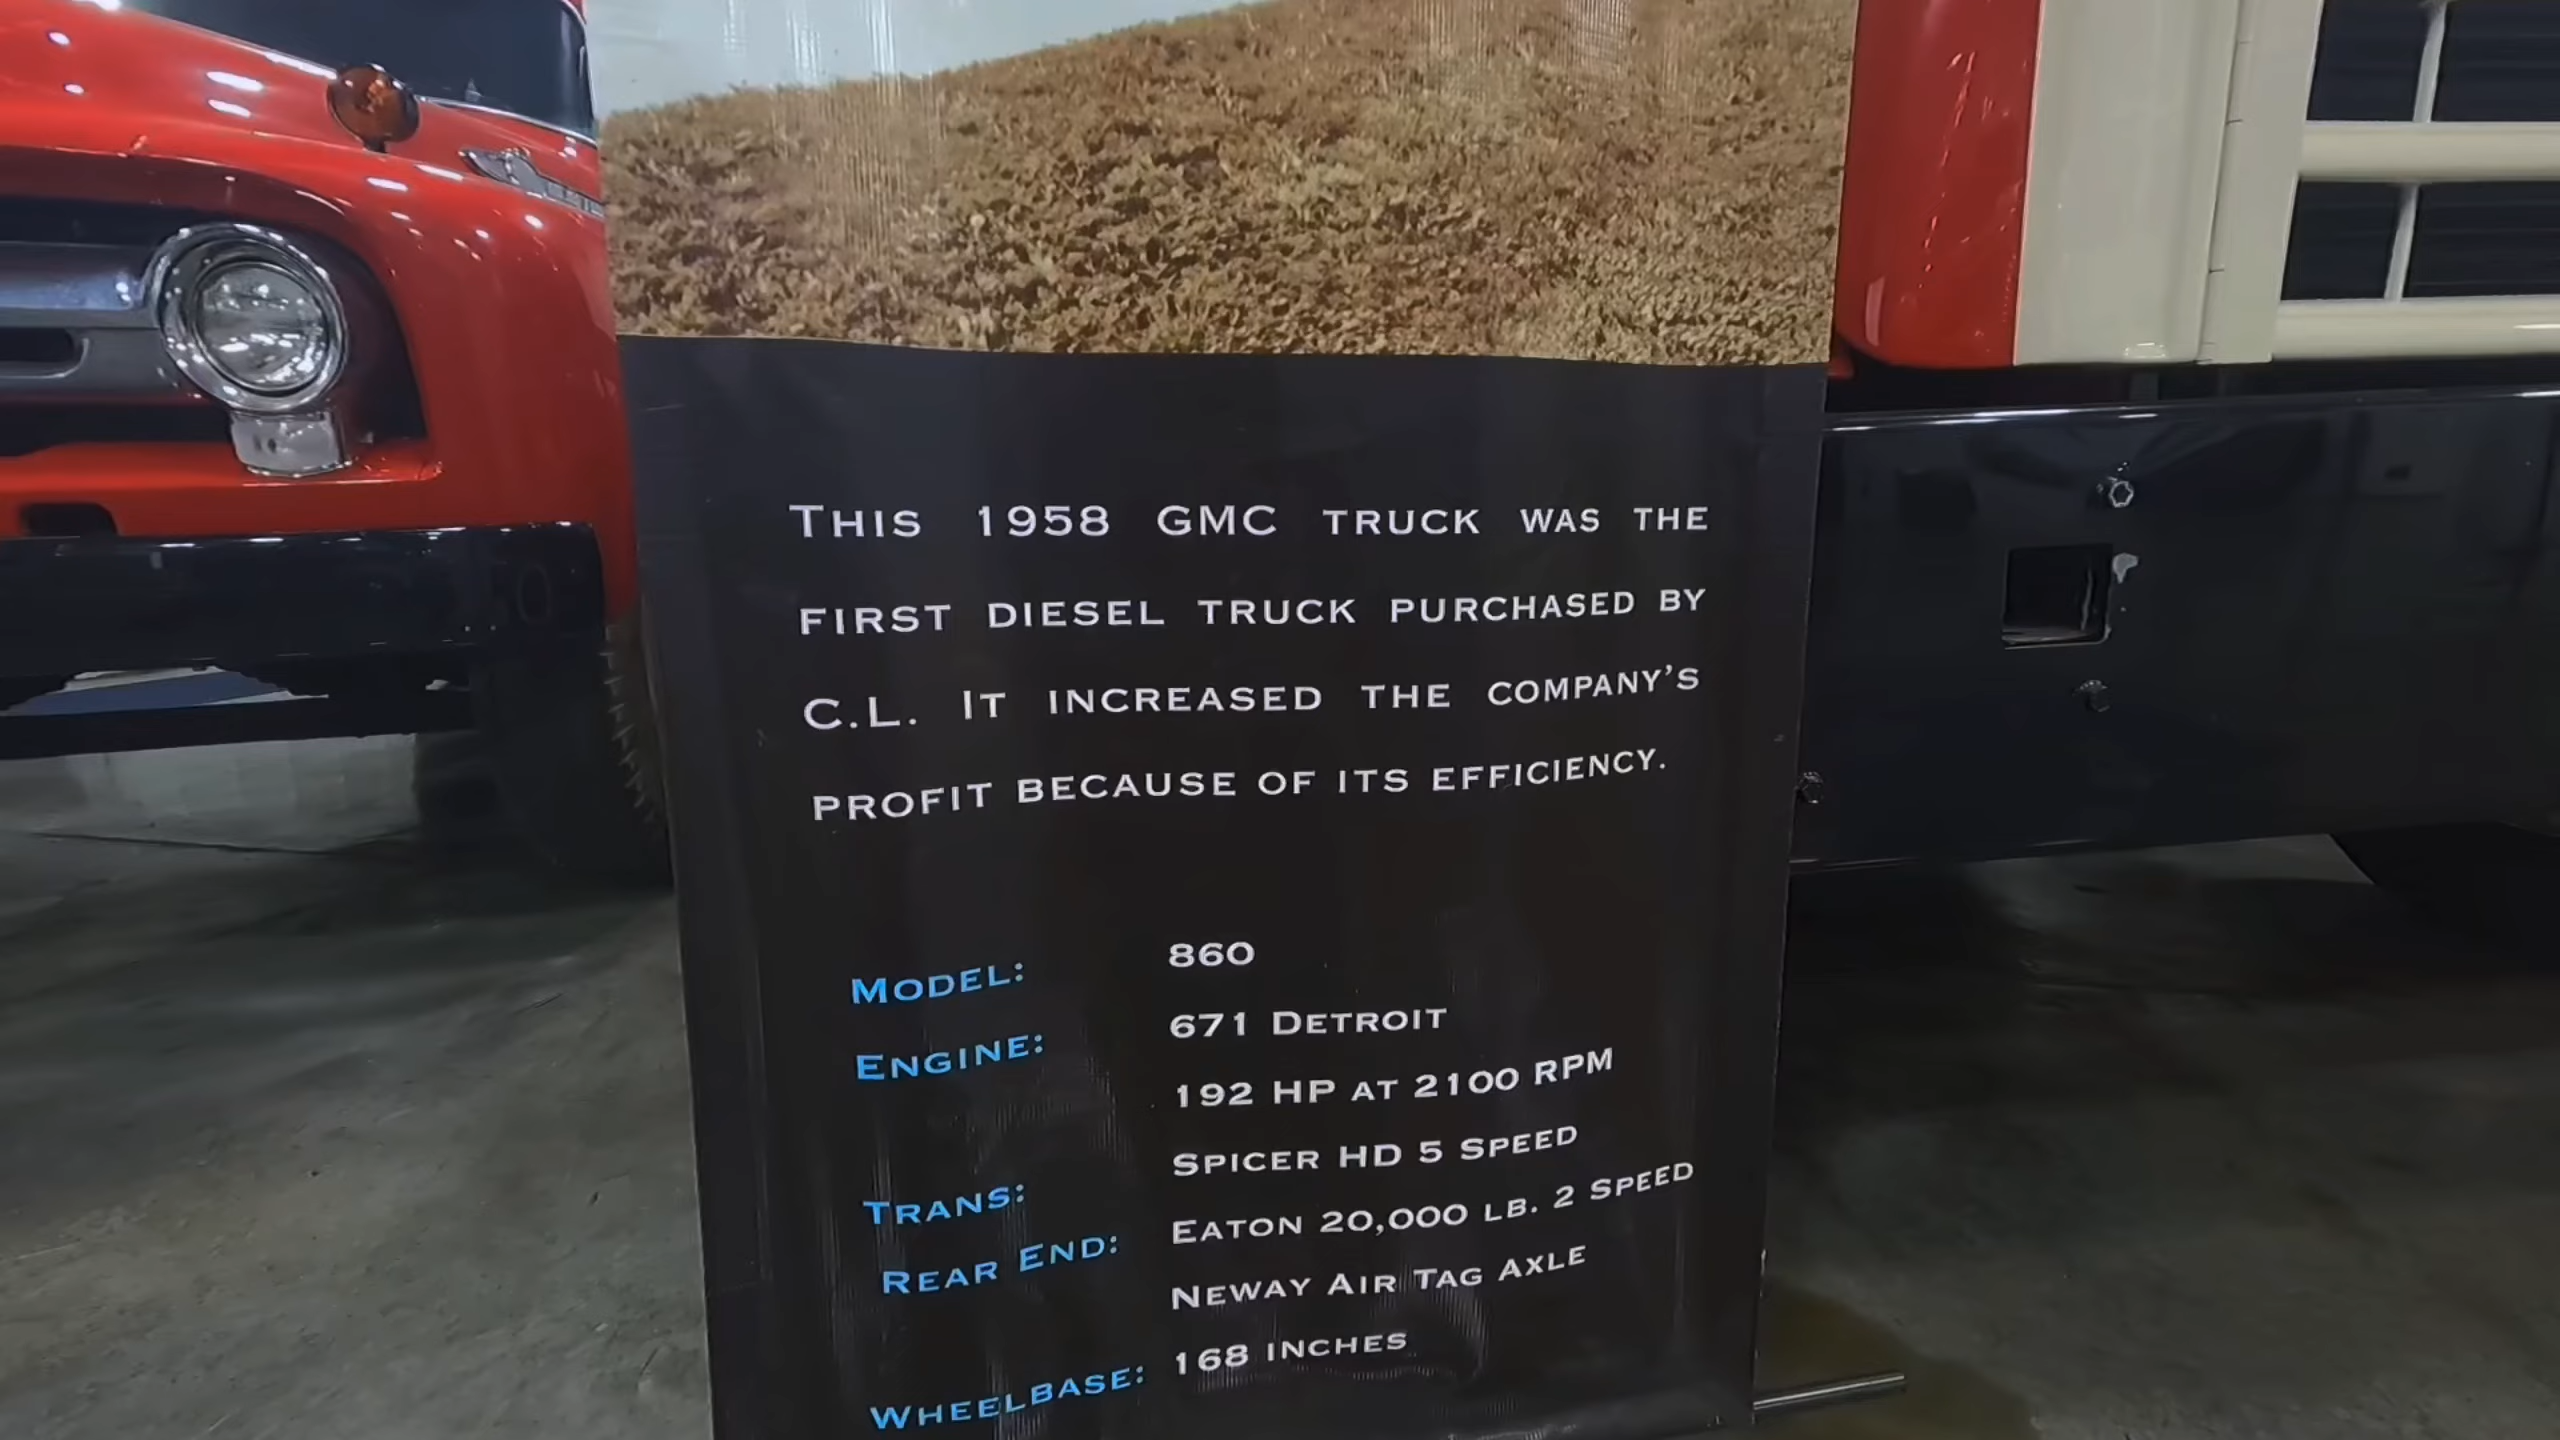 THIS 1958 GMC TRUCK WAS THE
FIRST DIESEL TRUCK PURCHASED BY
C.L. IT INCREASED THE COMPANY'S
PROFIT BECAUSE OF ITS EFFICIENCY.
MODEL: 860
ENGINE: 671 DETROIT
192 HP AT 2100 RPM
TRANS: SPICER HD 5 SPEED
REAR END: EATON 20,000 LB. 2 SPEED
NEWAY AIR TAG AXLE
WHEELBASE: 168 INCHES